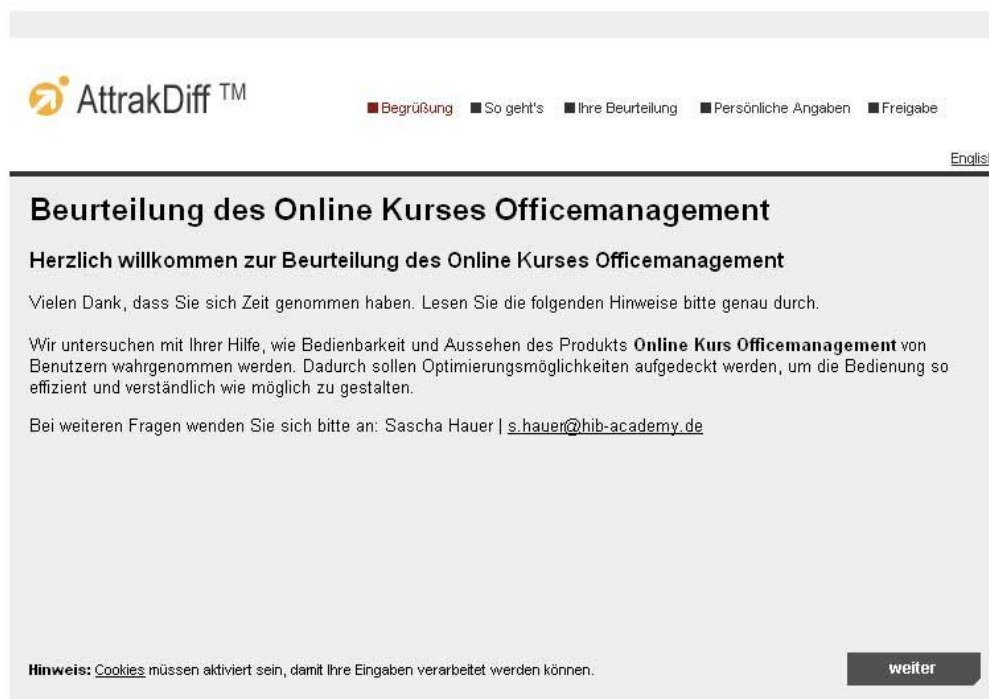 AttrakDiff TM
Begrüßung So geht's Ihre Beurteilung Persönliche Angaben Freigabe
Englis
Beurteilung des Online Kurses Officemanagement
Herzlich willkommen zur Beurteilung des Online Kurses Officemanagement
Vielen Dank, dass Sie sich Zeit genommen haben. Lesen Sie die folgenden Hinweise bitte genau durch.
Wir untersuchen mit Ihrer Hilfe, wie Bedienbarkeit und Aussehen des Produkts Online Kurs Officemanagement von
Benutzern wahrgenommen werden. Dadurch sollen Optimierungsmöglichkeiten aufgedeckt werden, um die Bedienung so
effizient und verständlich wie möglich zu gestalten.
Bei weiteren Fragen wenden Sie sich bitte an: Sascha Hauer | s.hauer@hib-academy.de
Hinweis: Cookies müssen aktiviert sein, damit Ihre Eingaben verarbeitet werden können.
weiter